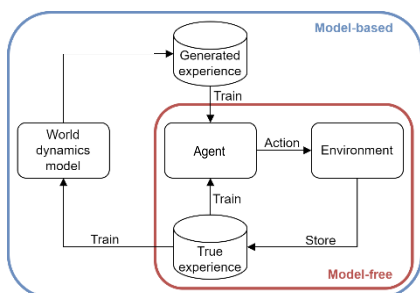 Model-based
Generated
experience
Train
World
dynamics
model
Agent
Action
Environment
Train
Train
True
experience
Store
Model-free